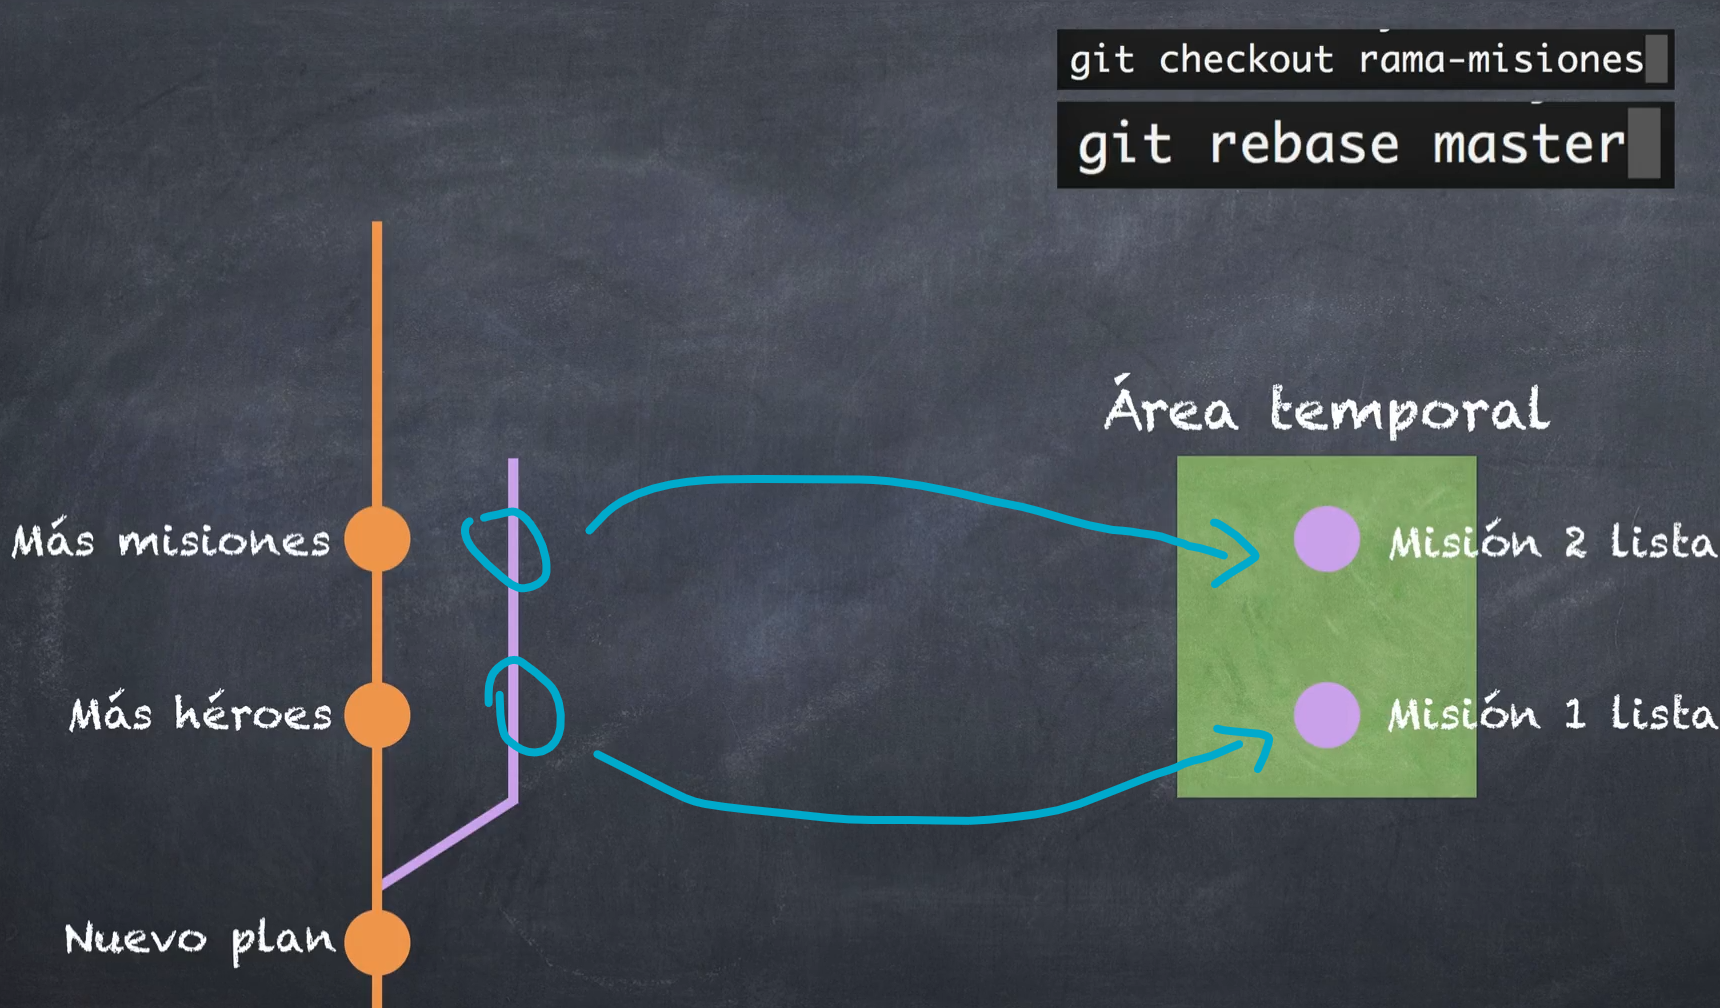 git checkout rama-misiones
git rebase master
Área temporal
Más misiones
Misión 2 lista
Más héroes
Misión 1 lista
Nuevo plan